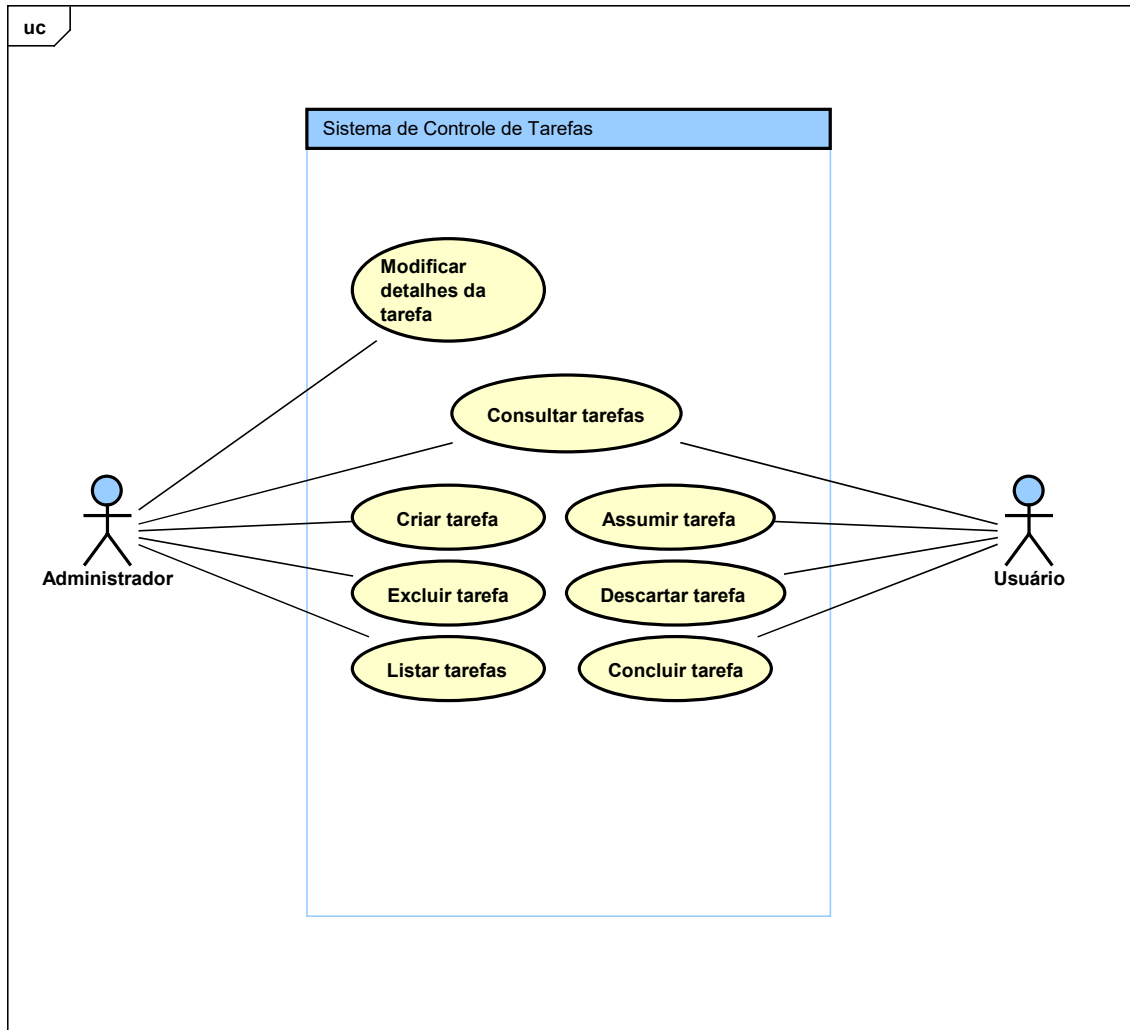 uc
Sistema de Controle de Tarefas
Modificar
detalhes da
tarefa
Consultar tarefas
Criar tarefa
Assumir tarefa
Administrador
Usuário
Excluir tarefa
Descartar tarefa
Listar tarefas
Concluir tarefa